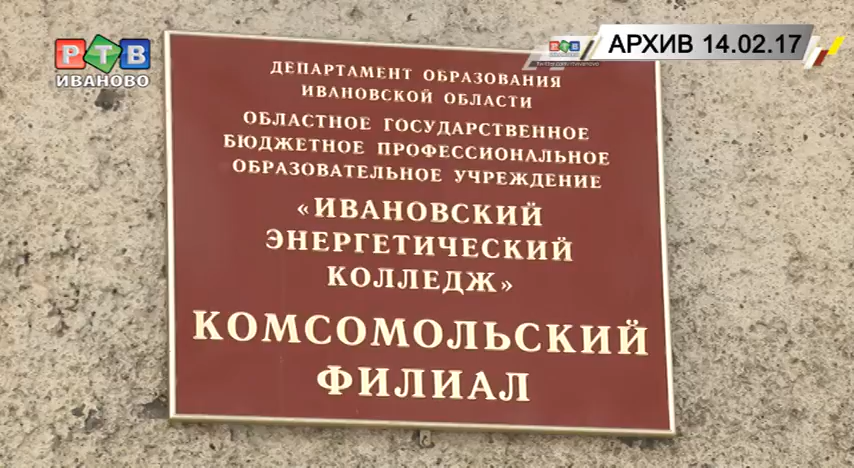 РТВ
ИВАНОВО
АРХИВ 14.02.17
ДЕПАРТАМЕНТ ОБРАЗОВАНИЯ
ИВАНОВСКОЙ ОБЛАСТИ
ОБЛАСТНОЕ ГОСУДАРСТВЕННОЕ
БЮДЖЕТНОЕ ПРОФЕССИОНАЛЬНОЕ
ОБРАЗОВАТЕЛЬНОЕ УЧРЕЖДЕНИЕ
«ИВАНОВСКИЙ
ЭНЕРГЕТИЧЕСКИЙ
КОЛЛЕДЖ»
КОМСОМОЛЬСКИЙ
ФИЛИАЛ